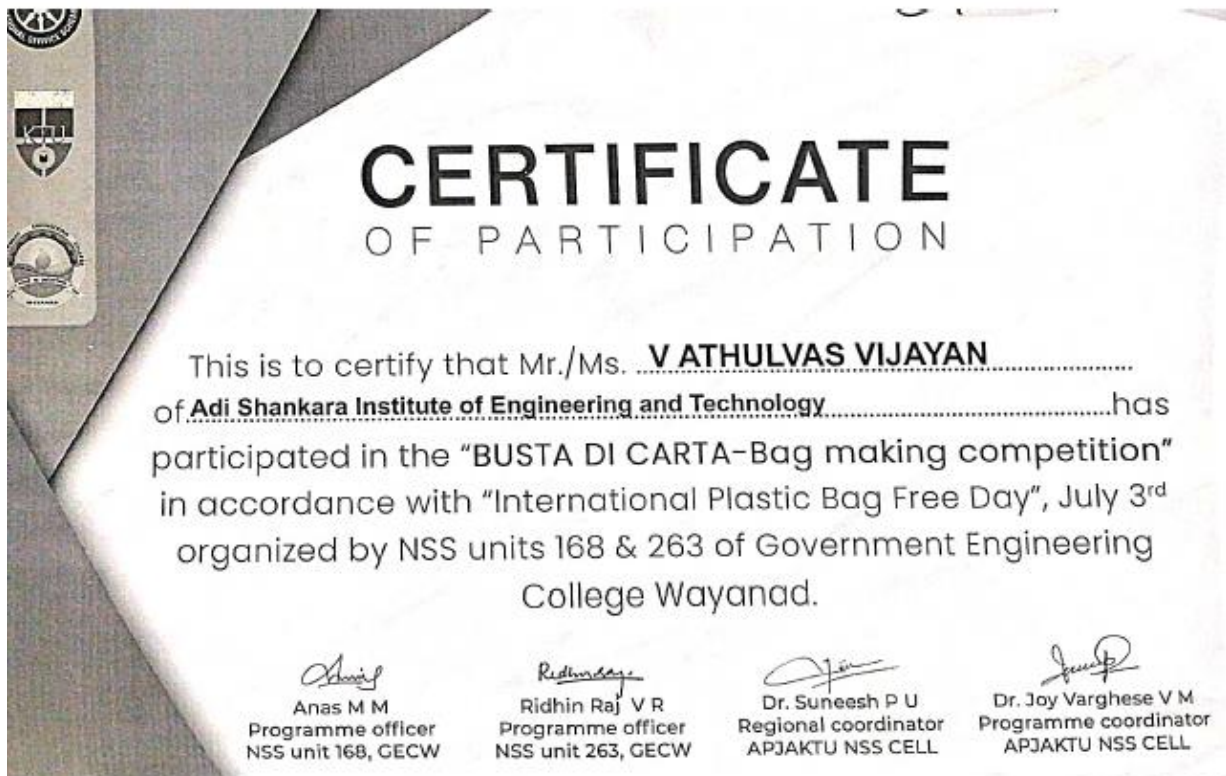 KTU
CERTIFICATE
OF PARTICIPATION
This is to certify that Mr./Ms. V ATHULVAS VIJAYAN
of Adi Shankara Institute of Engineering and Technology has
participated in the “BUSTA DI CARTA-Bag making competition”
in accordance with “International Plastic Bag Free Day”, July 3rd
organized by NSS units 168 & 263 of Government Engineering
College Wayanad.
Anas M M
Programme officer
NSS unit 168, GECW
Ridhin Raj V R
Programme officer
NSS unit 263, GECW
Dr. Suneesh P U
Regional coordinator
APJAKTU NSS CELL
Dr. Joy Varghese V M
Programme coordinator
APJAKTU NSS CELL